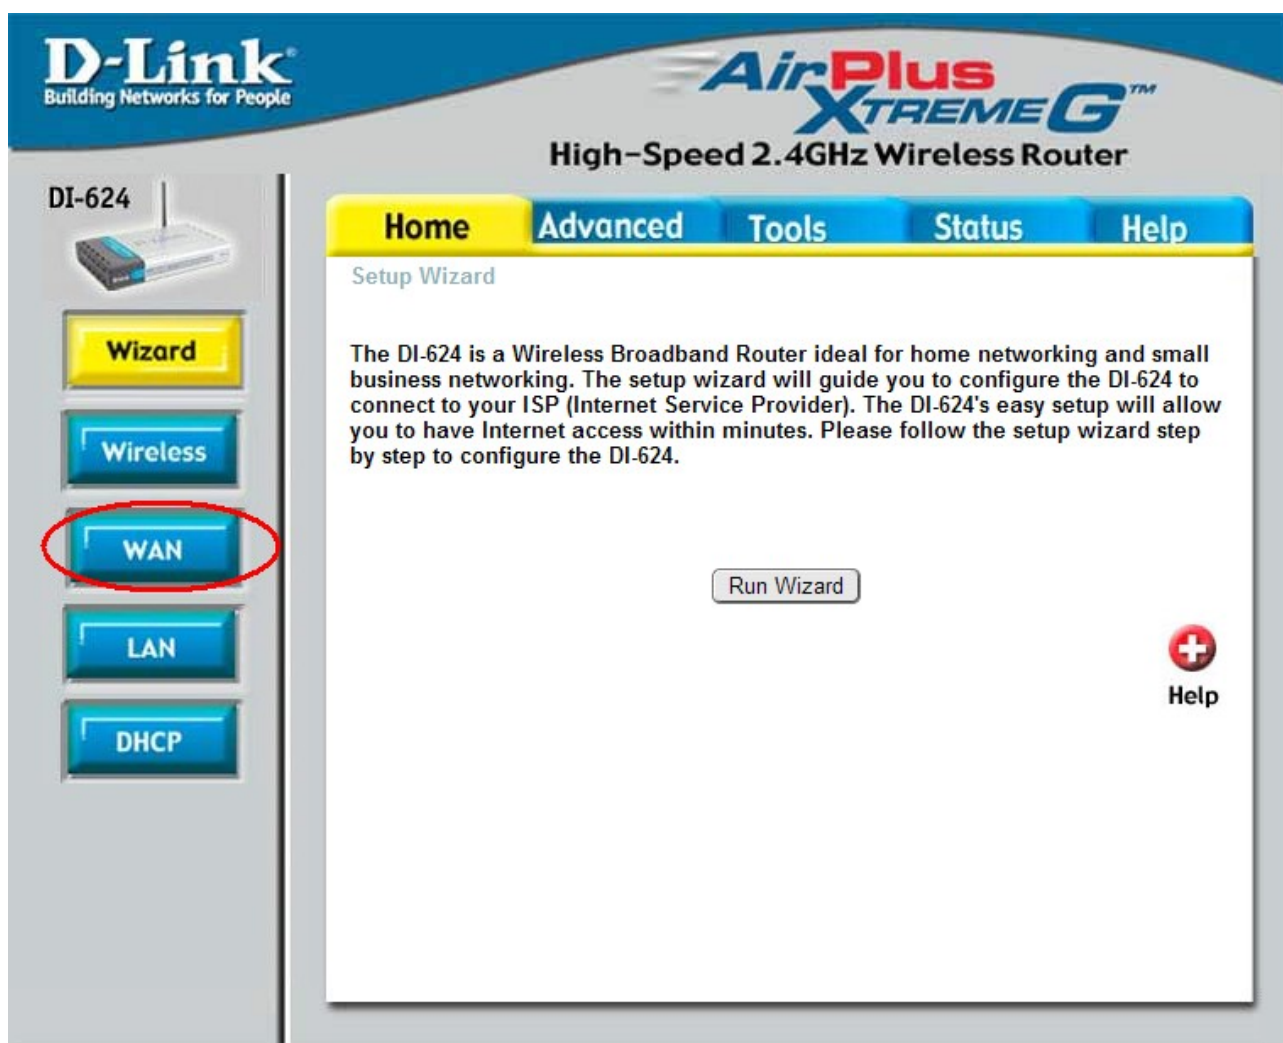 D-Link®
Building Networks for People
AirPlus
XTREME G™
High-Speed 2.4GHz Wireless Router
DI-624
Home
Advanced
Tools
Status
Help
Setup Wizard
Wizard
Wireless
WAN
LAN
DHCP
The DI-624 is a Wireless Broadband Router ideal for home networking and small
business networking. The setup wizard will guide you to configure the DI-624 to
connect to your ISP (Internet Service Provider). The DI-624's easy setup will allow
you to have Internet access within minutes. Please follow the setup wizard step
by step to configure the DI-624.
Run Wizard
Help